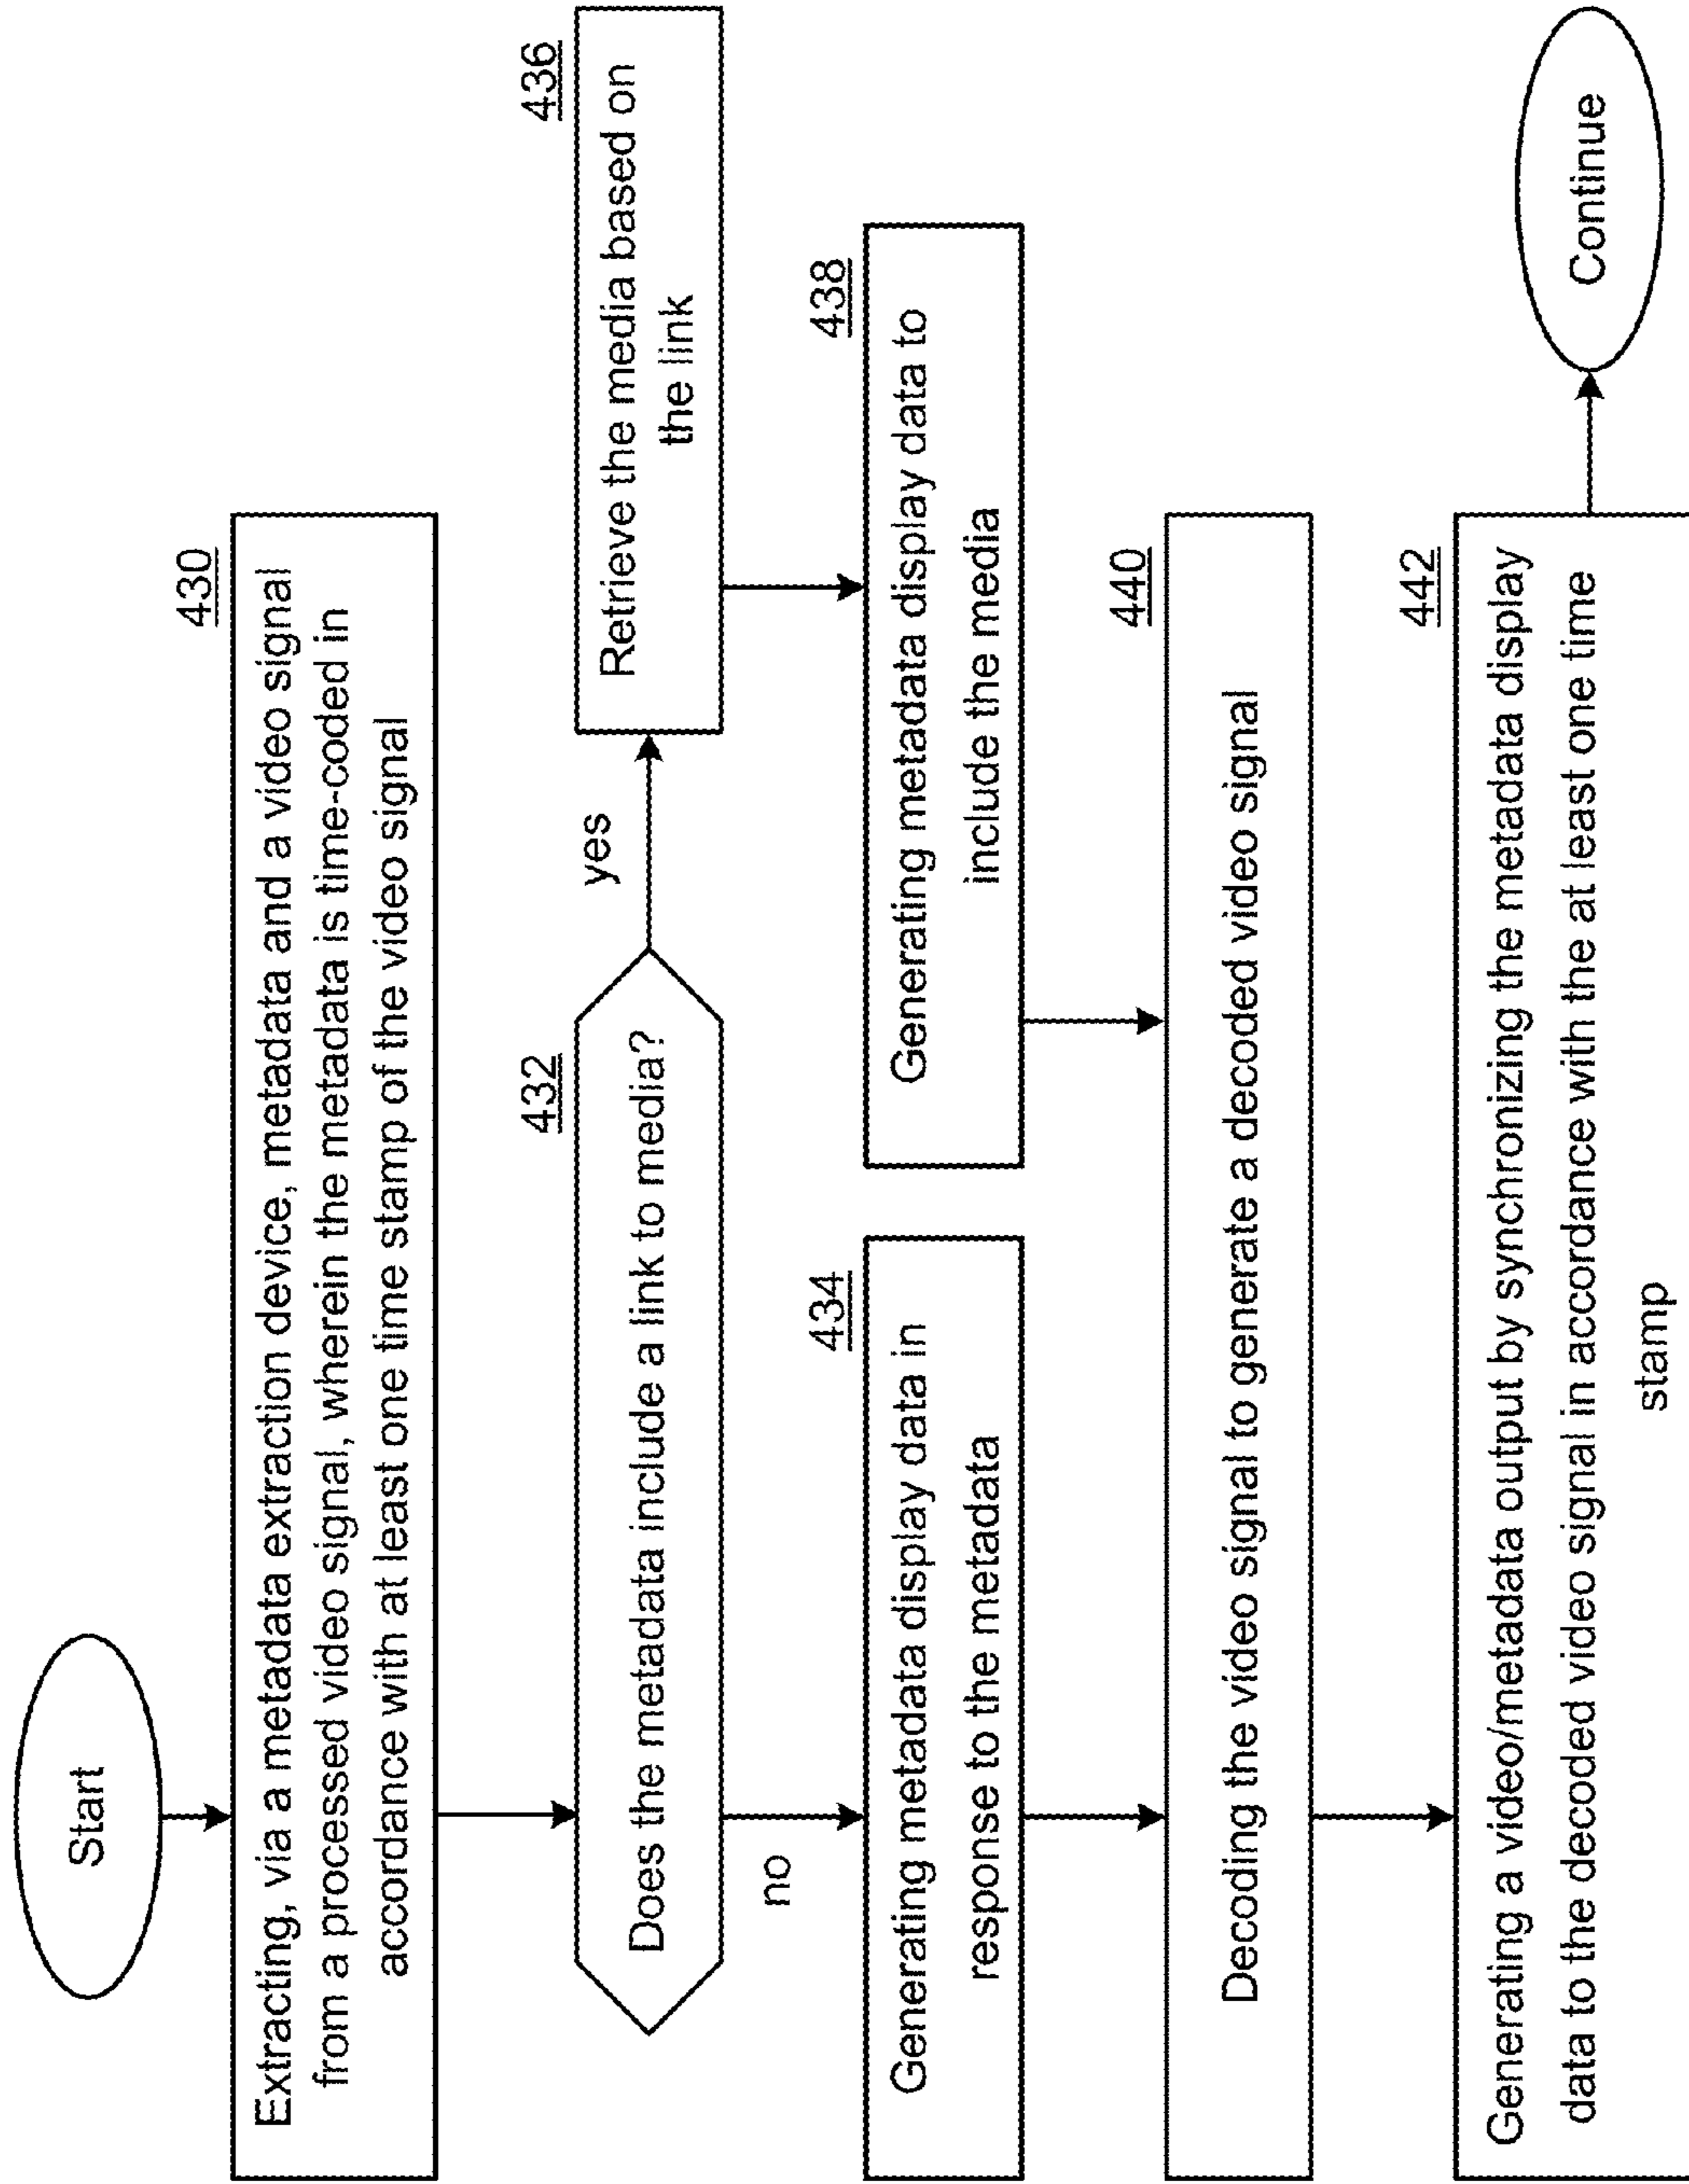 Start
430
Extracting, via a metadata extraction device, metadata and a video signal
from a processed video signal, wherein the metadata is time-coded in
accordance with at least one time stamp of the video signal
432
Does the metadata include a link to media?
yes
436
Retrieve the media based on
the link
no
434
Generating metadata display data in
response to the metadata
438
Generating metadata display data to
include the media
440
Decoding the video signal to generate a decoded video signal
442
Generating a video/metadata output by synchronizing the metadata display
data to the decoded video signal in accordance with the at least one time
stamp
Continue